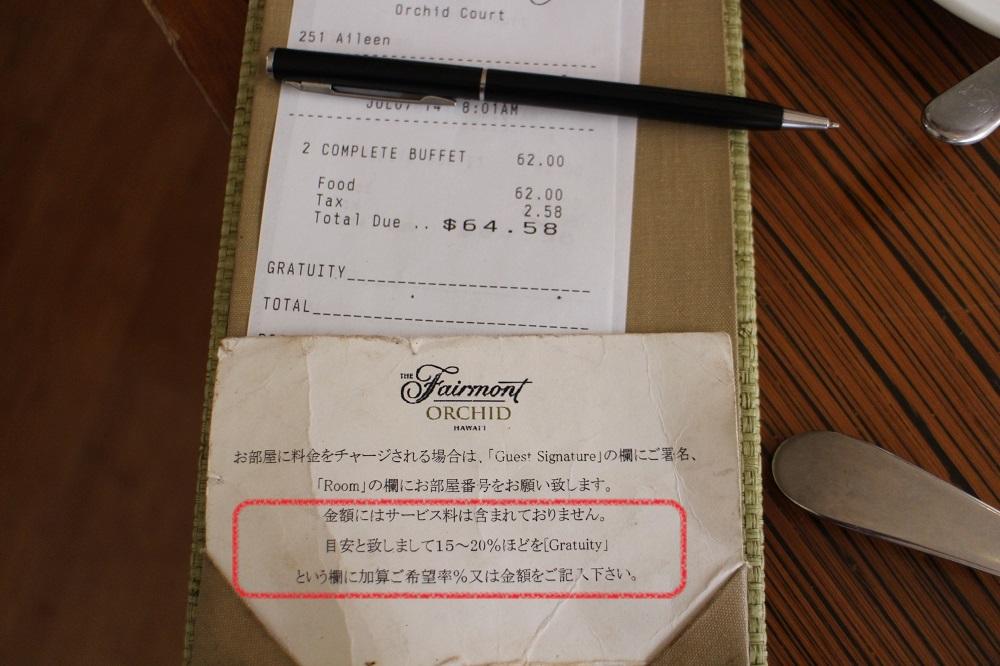 Orchid Court
251 Aileen
JUL07'14 8:01AM
2 COMPLETE BUFFET 62.00
Food 62.00
Tax 2.58
Total Due .. $64.58
GRATUITY
TOTAL
THE Fairmont
ORCHID
HAWAI'I
お部屋に料金をチャージされる場合は、「Guest Signature」の欄にご署名、
「Room」の欄にお部屋番号をお願い致します。
金額にはサービス料は含まれておりません。
目安と致しまして15～20%ほどを[Gratuity」
という欄に加算ご希望率%又は金額をご記入下さい。